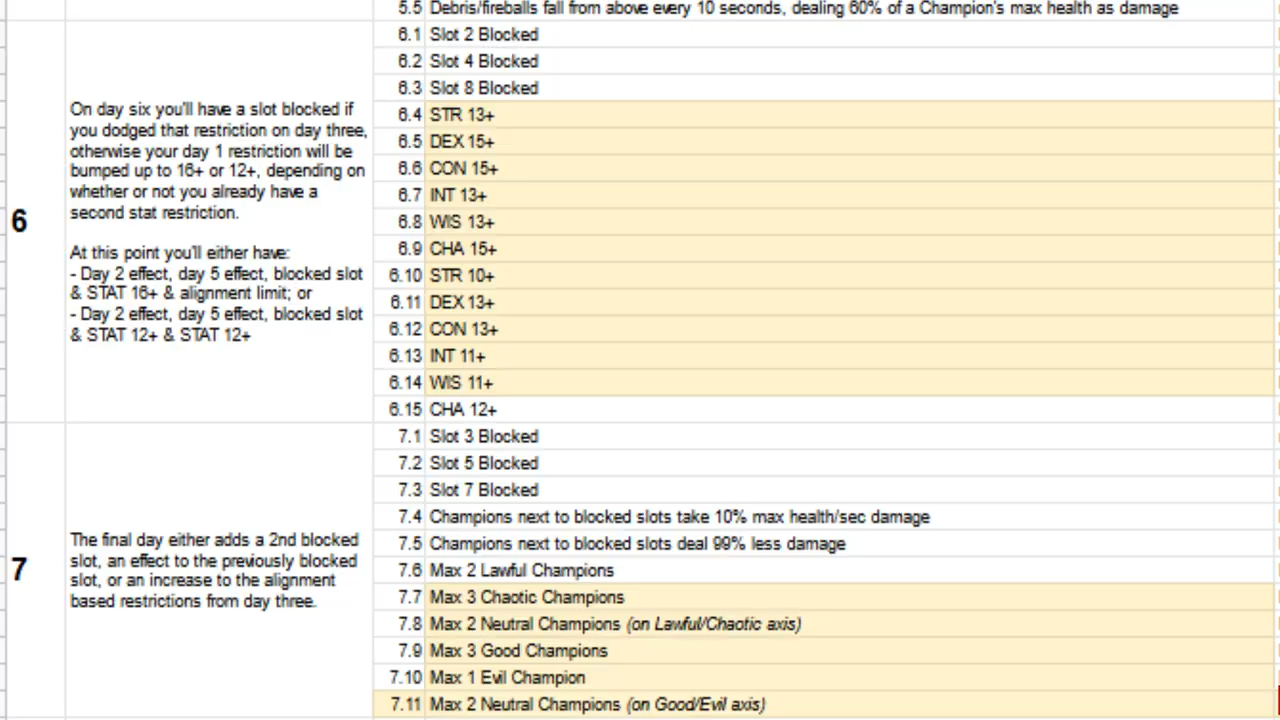 5.5 Debris/fireballs fall from above every 10 seconds, dealing 60% of a Champion's max health as damage
6
On day six you'll have a slot blocked if
you dodged that restriction on day three,
otherwise your day 1 restriction will be
bumped up to 16+ or 12+, depending on
whether or not you already have a
second stat restriction.
At this point you'll either have:
- Day 2 effect, day 5 effect, blocked slot
& STAT 16+ & alignment limit; or
- Day 2 effect, day 5 effect, blocked slot
& STAT 12+ & STAT 12+
6.1 Slot 2 Blocked
6.2 Slot 4 Blocked
6.3 Slot 8 Blocked
6.4 STR 13+
6.5 DEX 15+
6.6 CON 15+
6.7 INT 13+
6.8 WIS 13+
6.9 CHA 15+
6.10 STR 10+
6.11 DEX 13+
6.12 CON 13+
6.13 INT 11+
6.14 WIS 11+
6.15 CHA 12+
7
The final day either adds a 2nd blocked
slot, an effect to the previously blocked
slot, or an increase to the alignment
based restrictions from day three.
7.1 Slot 3 Blocked
7.2 Slot 5 Blocked
7.3 Slot 7 Blocked
7.4 Champions next to blocked slots take 10% max health/sec damage
7.5 Champions next to blocked slots deal 99% less damage
7.6 Max 2 Lawful Champions
7.7 Max 3 Chaotic Champions
7.8 Max 2 Neutral Champions (on Lawful/Chaotic axis)
7.9 Max 3 Good Champions
7.10 Max 1 Evil Champion
7.11 Max 2 Neutral Champions (on Good/Evil axis)